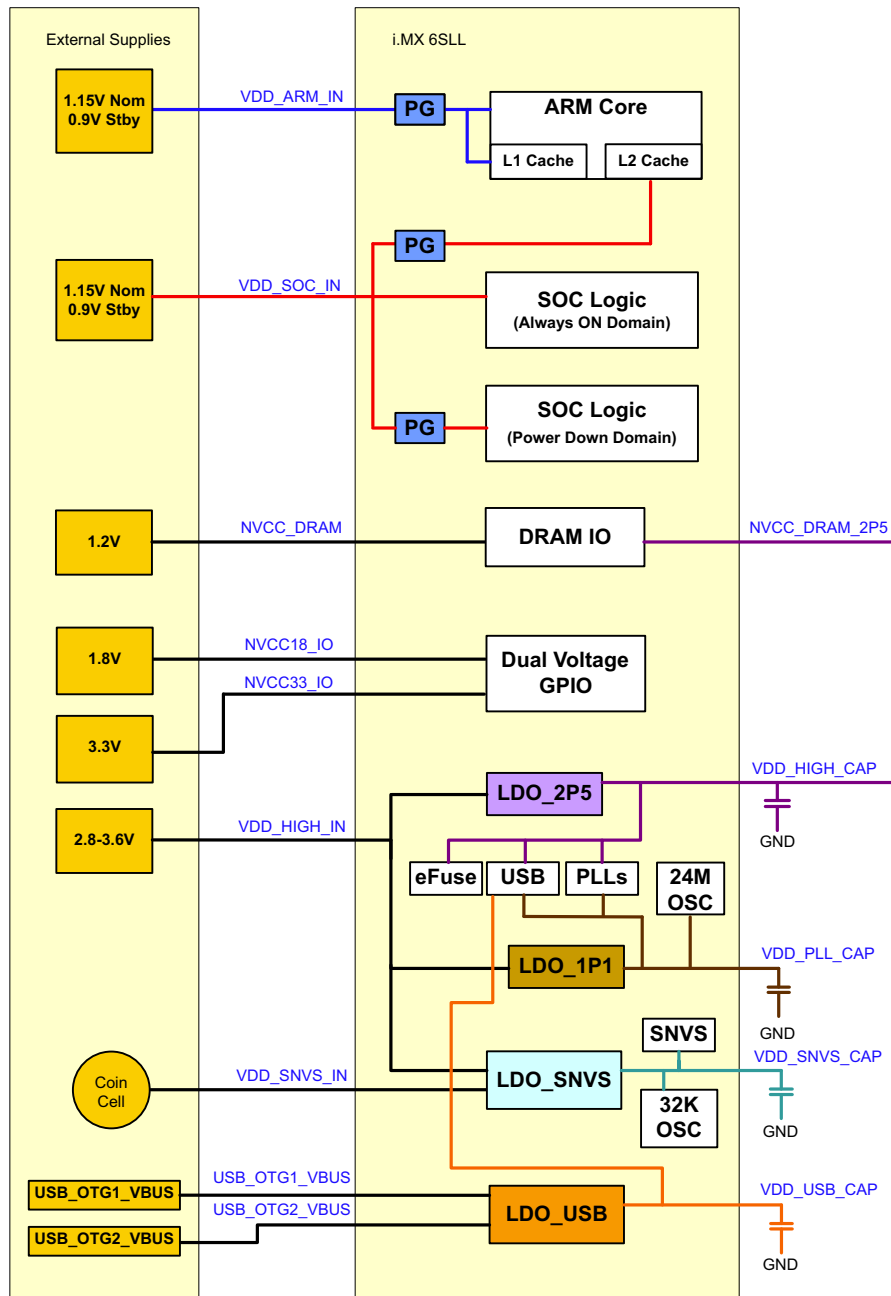 External Supplies
i.MX 6SLL
1.15V Nom
0.9V Stby
VDD_ARM_IN
PG
ARM Core
L1 Cache
L2 Cache
PG
1.15V Nom
0.9V Stby
VDD_SOC_IN
SOC Logic
(Always ON Domain)
PG
SOC Logic
(Power Down Domain)
1.2V
NVCC_DRAM
DRAM IO
NVCC_DRAM_2P5
1.8V
NVCC18_IO
Dual Voltage
GPIO
NVCC33_IO
3.3V
LDO_2P5
VDD_HIGH_CAP
GND
2.8-3.6V
VDD_HIGH_IN
eFuse
USB
PLLs
24M
OSC
LDO_1P1
VDD_PLL_CAP
GND
SNVS
VDD_SNVS_CAP
Coin
Cell
VDD_SNVS_IN
LDO_SNVS
32K
OSC
GND
USB_OTG1_VBUS
USB_OTG1_VBUS
USB_OTG2_VBUS
USB_OTG2_VBUS
LDO_USB
VDD_USB_CAP
GND